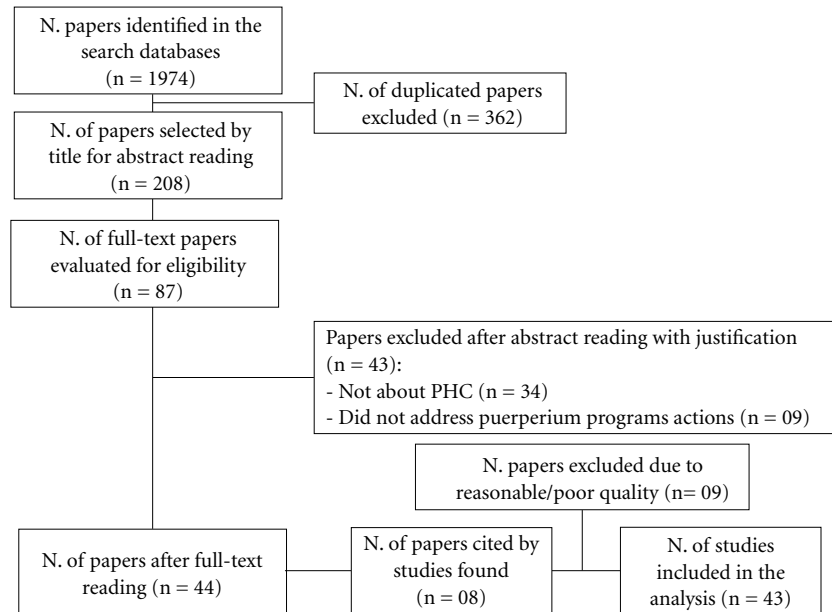 N. papers identified in the
search databases
(n = 1974)
N. of duplicated papers
excluded (n = 362)
N. of papers selected by
title for abstract reading
(n = 208)
N. of full-text papers
evaluated for eligibility
(n = 87)
Papers excluded after abstract reading with justification
(n = 43):
- Not about PHC (n = 34)
- Did not address puerperium programs actions (n = 09)
N. papers excluded due to
reasonable/poor quality (n= 09)
N. of papers after full-text
reading (n = 44)
N. of papers cited by
studies found
(n = 08)
N. of studies
included in the
analysis (n = 43)